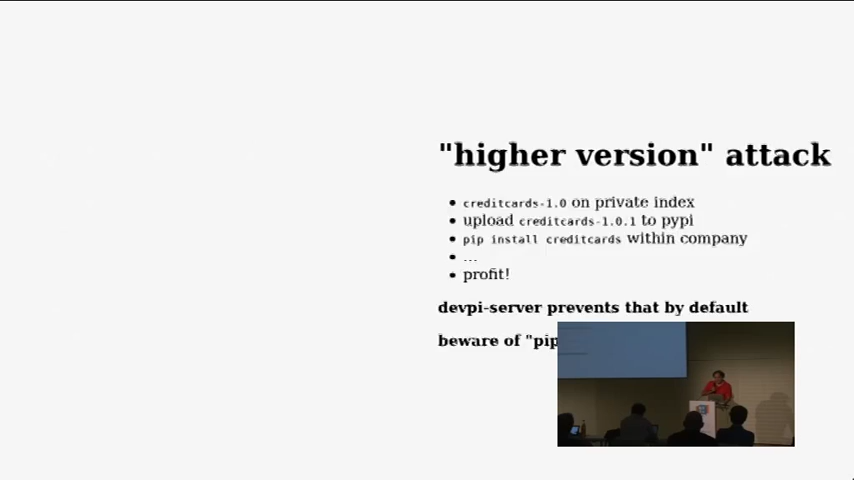 "higher version" attack
creditcards-1.0 on private index
upload creditcards-1.0.1 to pypi
pip install creditcards within company
...
profit!
devpi-server prevents that by default
beware of "pip